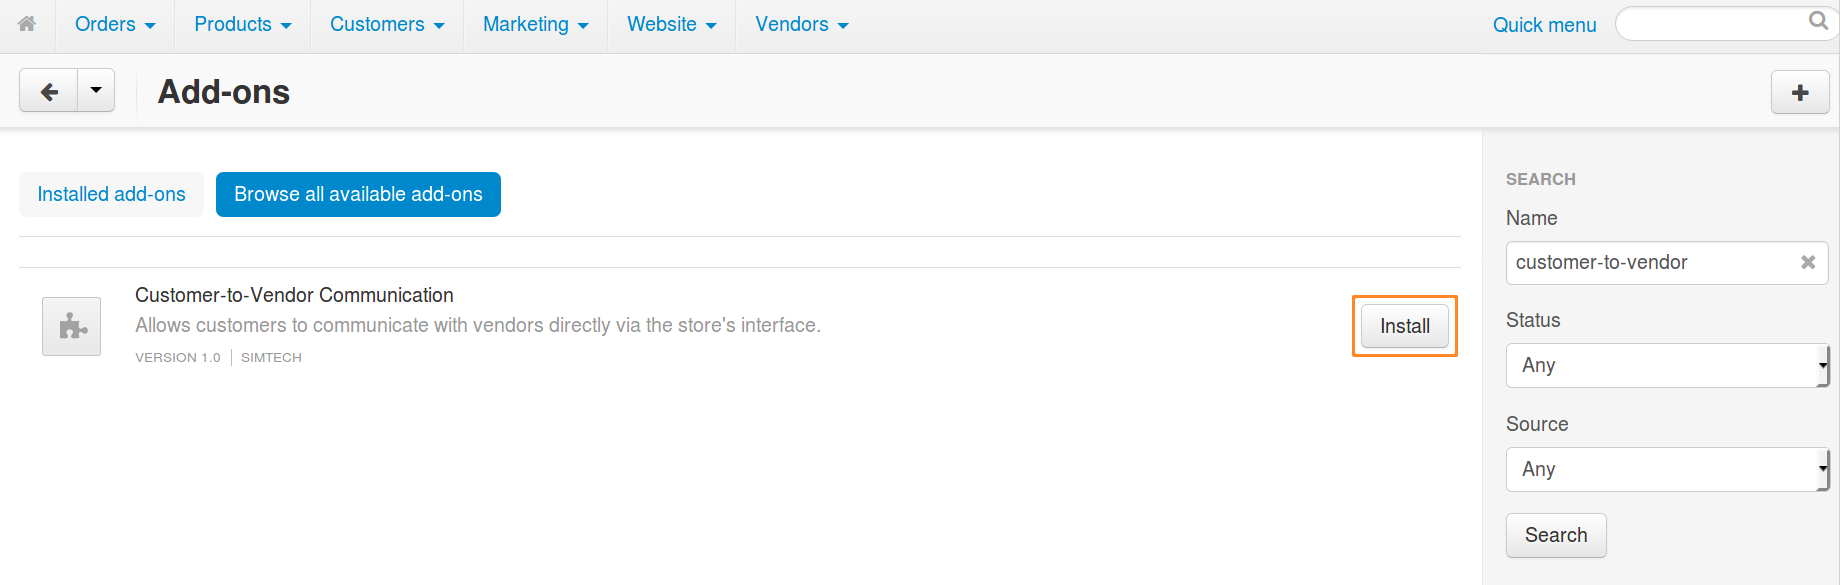 Orders Products Customers Marketing Website Vendors Quick menu
Add-ons
Installed add-ons Browse all available add-ons
Customer-to-Vendor Communication
Allows customers to communicate with vendors directly via the store's interface.
VERSION 1.0 SIMTECH
Install
SEARCH
Name
customer-to-vendor
Status
Any
Source
Any
Search